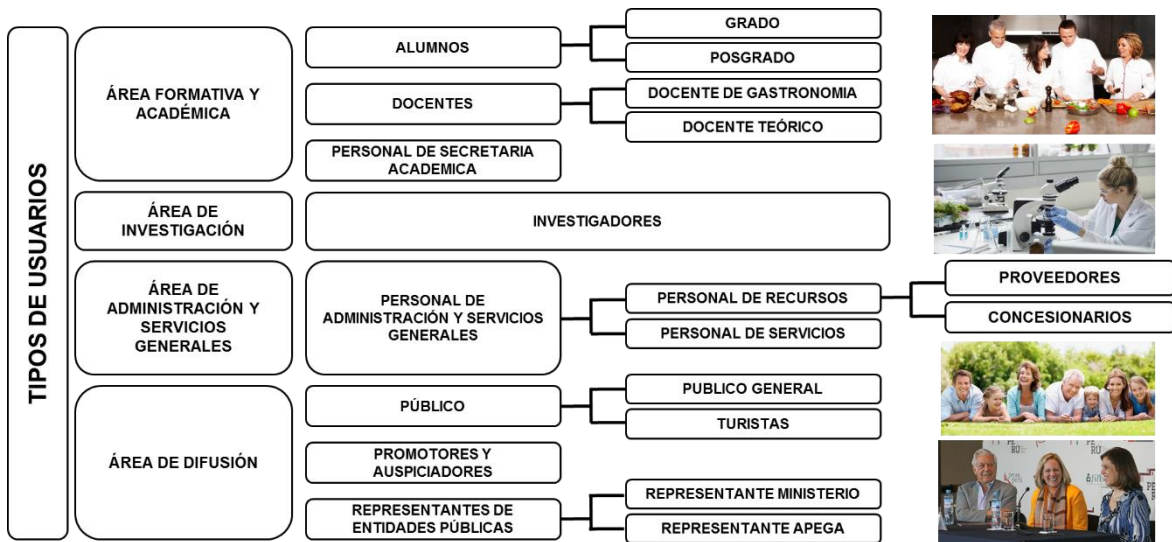 TIPOS DE USUARIOS
ÁREA FORMATIVA Y
ACADÉMICA
ALUMNOS
GRADO
POSGRADO
DOCENTES
DOCENTE DE GASTRONOMIA
DOCENTE TEÓRICO
PERSONAL DE SECRETARIA
ACADEMICA
ÁREA DE
INVESTIGACIÓN
INVESTIGADORES
ÁREA DE
ADMINISTRACIÓN Y
SERVICIOS
GENERALES
PERSONAL DE
ADMINISTRACIÓN Y SERVICIOS
GENERALES
PERSONAL DE RECURSOS
PROVEEDORES
CONCESIONARIOS
PERSONAL DE SERVICIOS
ÁREA DE DIFUSIÓN
PÚBLICO
PUBLICO GENERAL
TURISTAS
PROMOTORES Y
AUSPICIADORES
REPRESENTANTES DE
ENTIDADES PÚBLICAS
REPRESENTANTE MINISTERIO
REPRESENTANTE APEGA